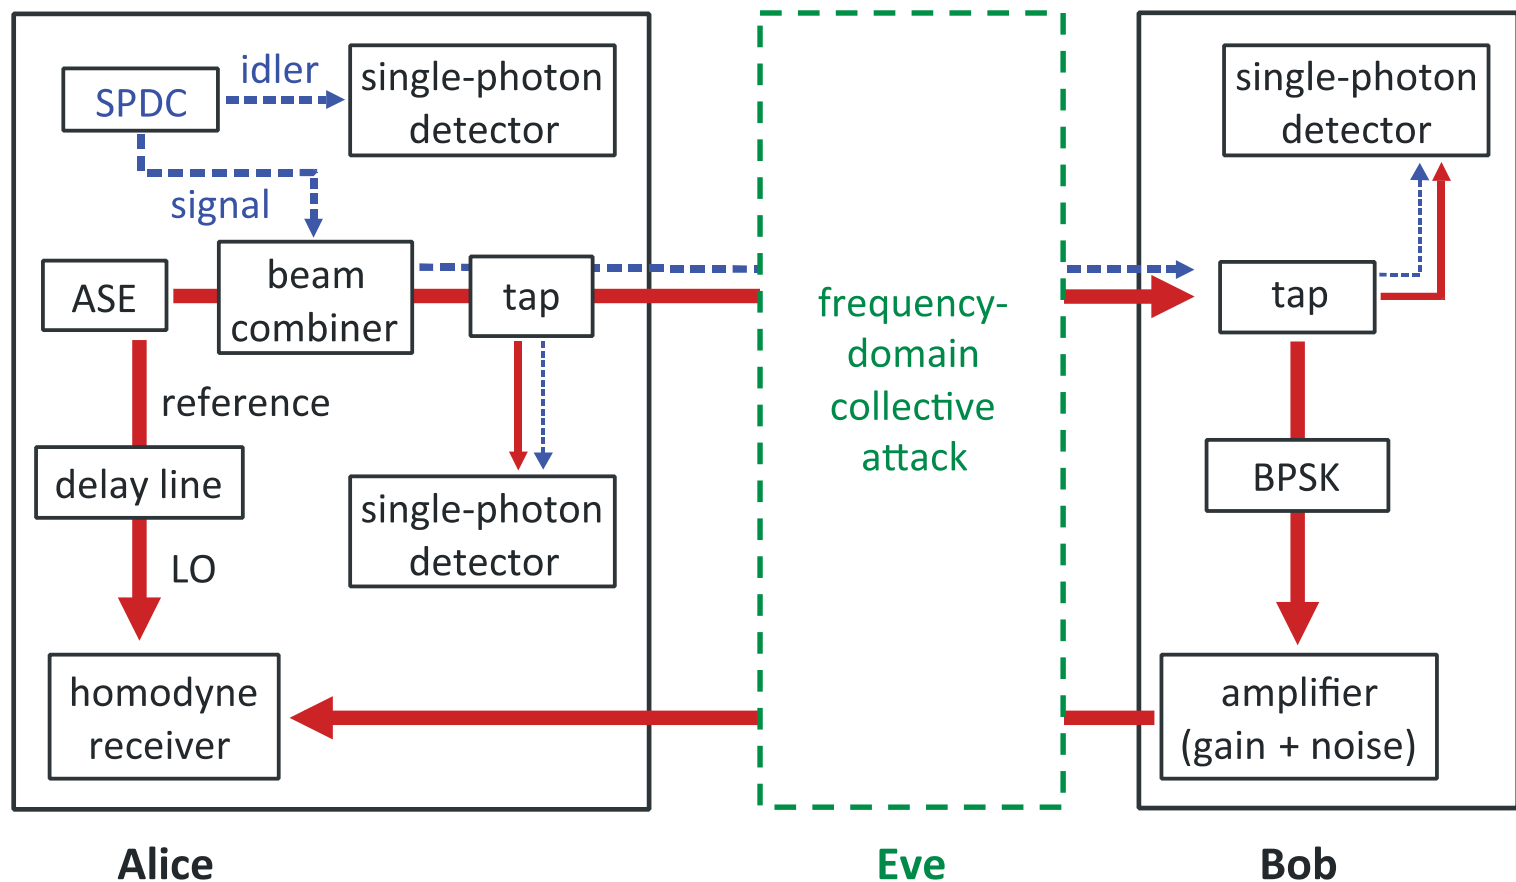 idler
SPDC
single-photon
detector
signal
ASE
beam
combiner
tap
reference
delay line
single-photon
detector
LO
homodyne
receiver
Alice
frequency-
domain
collective
attack
Eve
single-photon
detector
tap
BPSK
amplifier
(gain + noise)
Bob